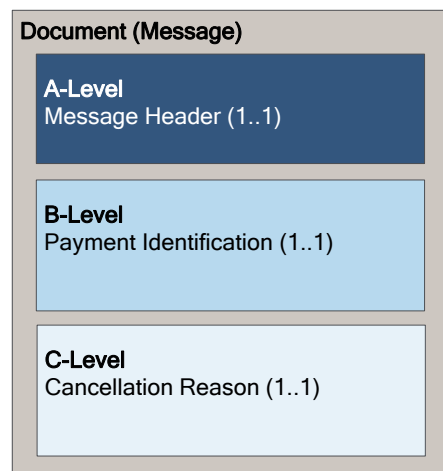 Document (Message)
A-Level
Message Header (1..1)
B-Level
Payment Identification (1..1)
C-Level
Cancellation Reason (1..1)